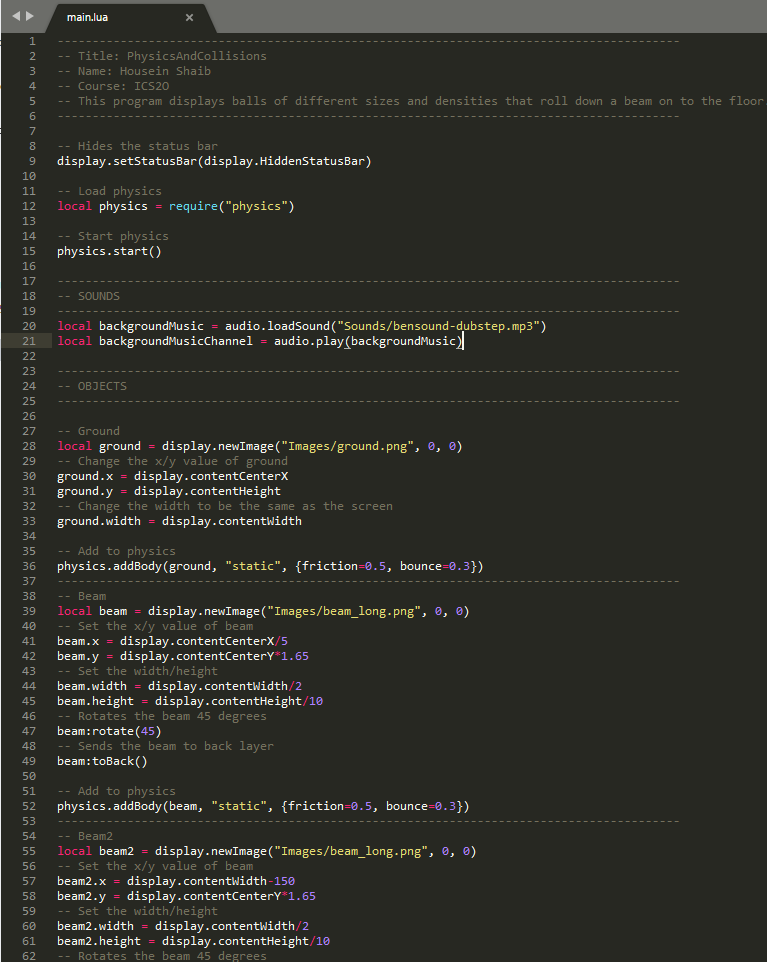 main.lua ×
1 -----------------------------------------------------------------------------------------
2 -- Title: PhysicsAndCollisions
3 -- Name: Housein Shaib
4 -- Course: ICS2O
5 -- This program displays balls of different sizes and densities that roll down a beam on to the floor
6 -----------------------------------------------------------------------------------------
7
8 -- Hides the status bar
9 display.setStatusBar(display.HiddenStatusBar)
10
11 -- Load physics
12 local physics = require("physics")
13
14 -- Start physics
15 physics.start()
16
17 -----------------------------------------------------------------------------------------
18 -- SOUNDS
19 -----------------------------------------------------------------------------------------
20 local backgroundMusic = audio.loadSound("Sounds/bensound-dubstep.mp3")
21 local backgroundMusicChannel = audio.play(backgroundMusic)
22
23 -----------------------------------------------------------------------------------------
24 -- OBJECTS
25 -----------------------------------------------------------------------------------------
26
27 -- Ground
28 local ground = display.newImage("Images/ground.png", 0, 0)
29 -- Change the x/y value of ground
30 ground.x = display.contentCenterX
31 ground.y = display.contentHeight
32 -- Change the width to be the same as the screen
33 ground.width = display.contentWidth
34
35 -- Add to physics
36 physics.addBody(ground, "static", {friction=0.5, bounce=0.3})
37 -----------------------------------------------------------------------------------------
38 -- Beam
39 local beam = display.newImage("Images/beam_long.png", 0, 0)
40 -- Set the x/y value of beam
41 beam.x = display.contentCenterX/5
42 beam.y = display.contentCenterY*1.65
43 -- Set the width/height
44 beam.width = display.contentWidth/2
45 beam.height = display.contentHeight/10
46 -- Rotates the beam 45 degrees
47 beam:rotate(45)
48 -- Sends the beam to back layer
49 beam:toBack()
50
51 -- Add to physics
52 physics.addBody(beam, "static", {friction=0.5, bounce=0.3})
53 -----------------------------------------------------------------------------------------
54 -- Beam2
55 local beam2 = display.newImage("Images/beam_long.png", 0, 0)
56 -- Set the x/y value of beam
57 beam2.x = display.contentWidth-150
58 beam2.y = display.contentCenterY*1.65
59 -- Set the width/height
60 beam2.width = display.contentWidth/2
61 beam2.height = display.contentHeight/10
62 -- Rotates the beam 45 degrees